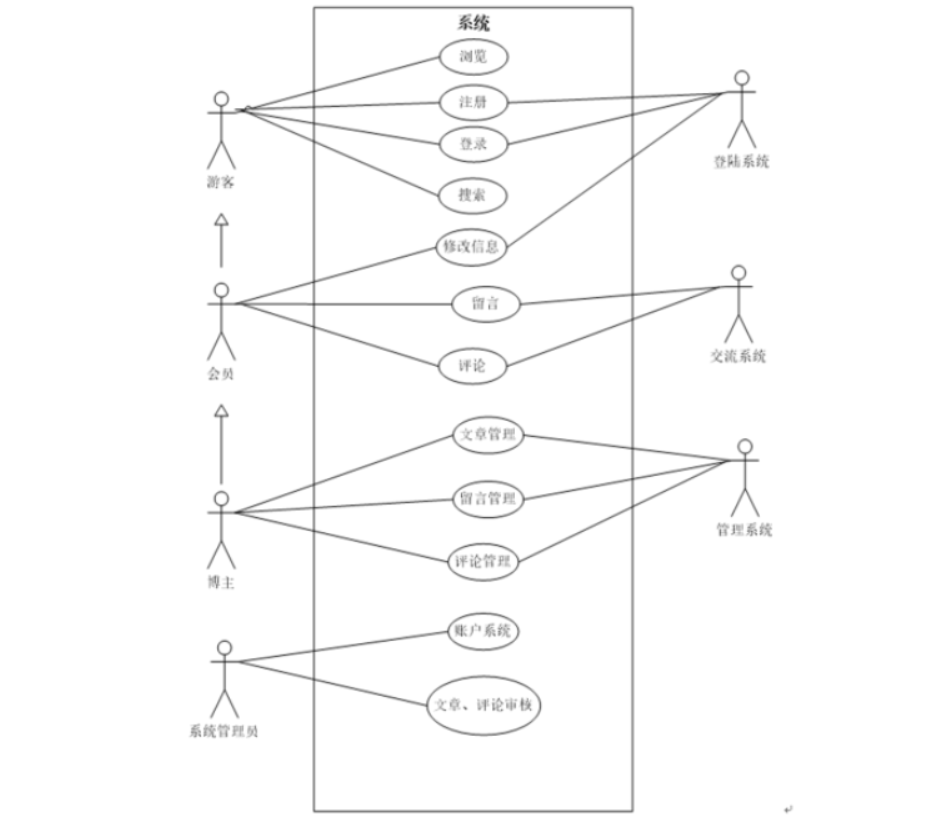 系统
浏览
注册
登录
搜索
修改信息
留言
评论
文章管理
留言管理
评论管理
账户系统
文章、评论审核
游客
会员
博主
系统管理员
登陆系统
交流系统
管理系统